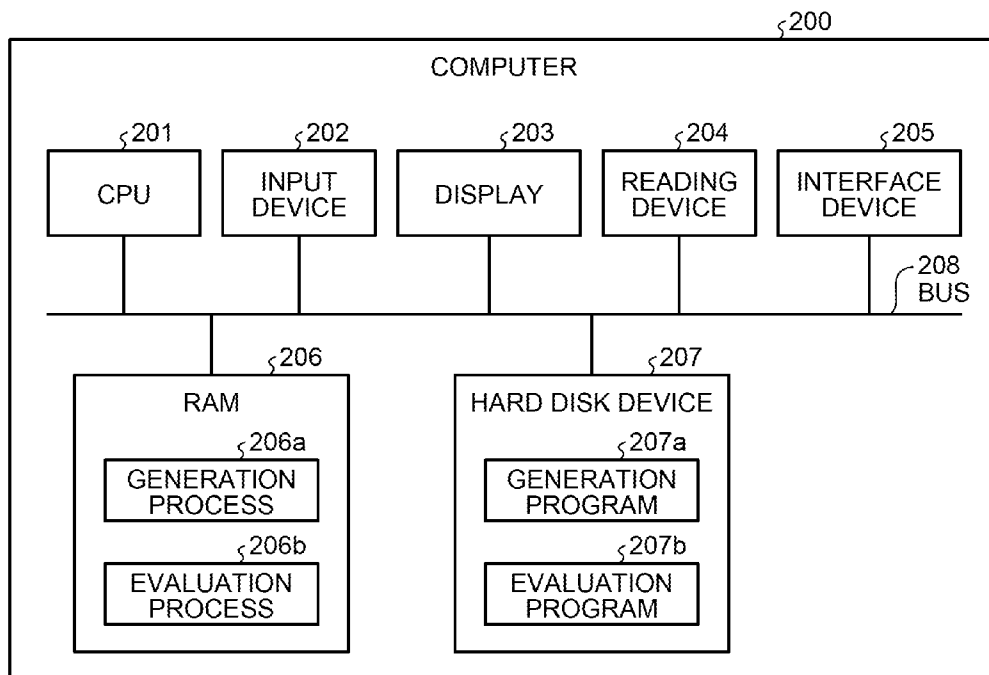 200
COMPUTER
201
CPU
202
INPUT
DEVICE
203
DISPLAY
204
READING
DEVICE
205
INTERFACE
DEVICE
208
BUS
206
RAM
206a
GENERATION
PROCESS
206b
EVALUATION
PROCESS
207
HARD DISK DEVICE
207a
GENERATION
PROGRAM
207b
EVALUATION
PROGRAM